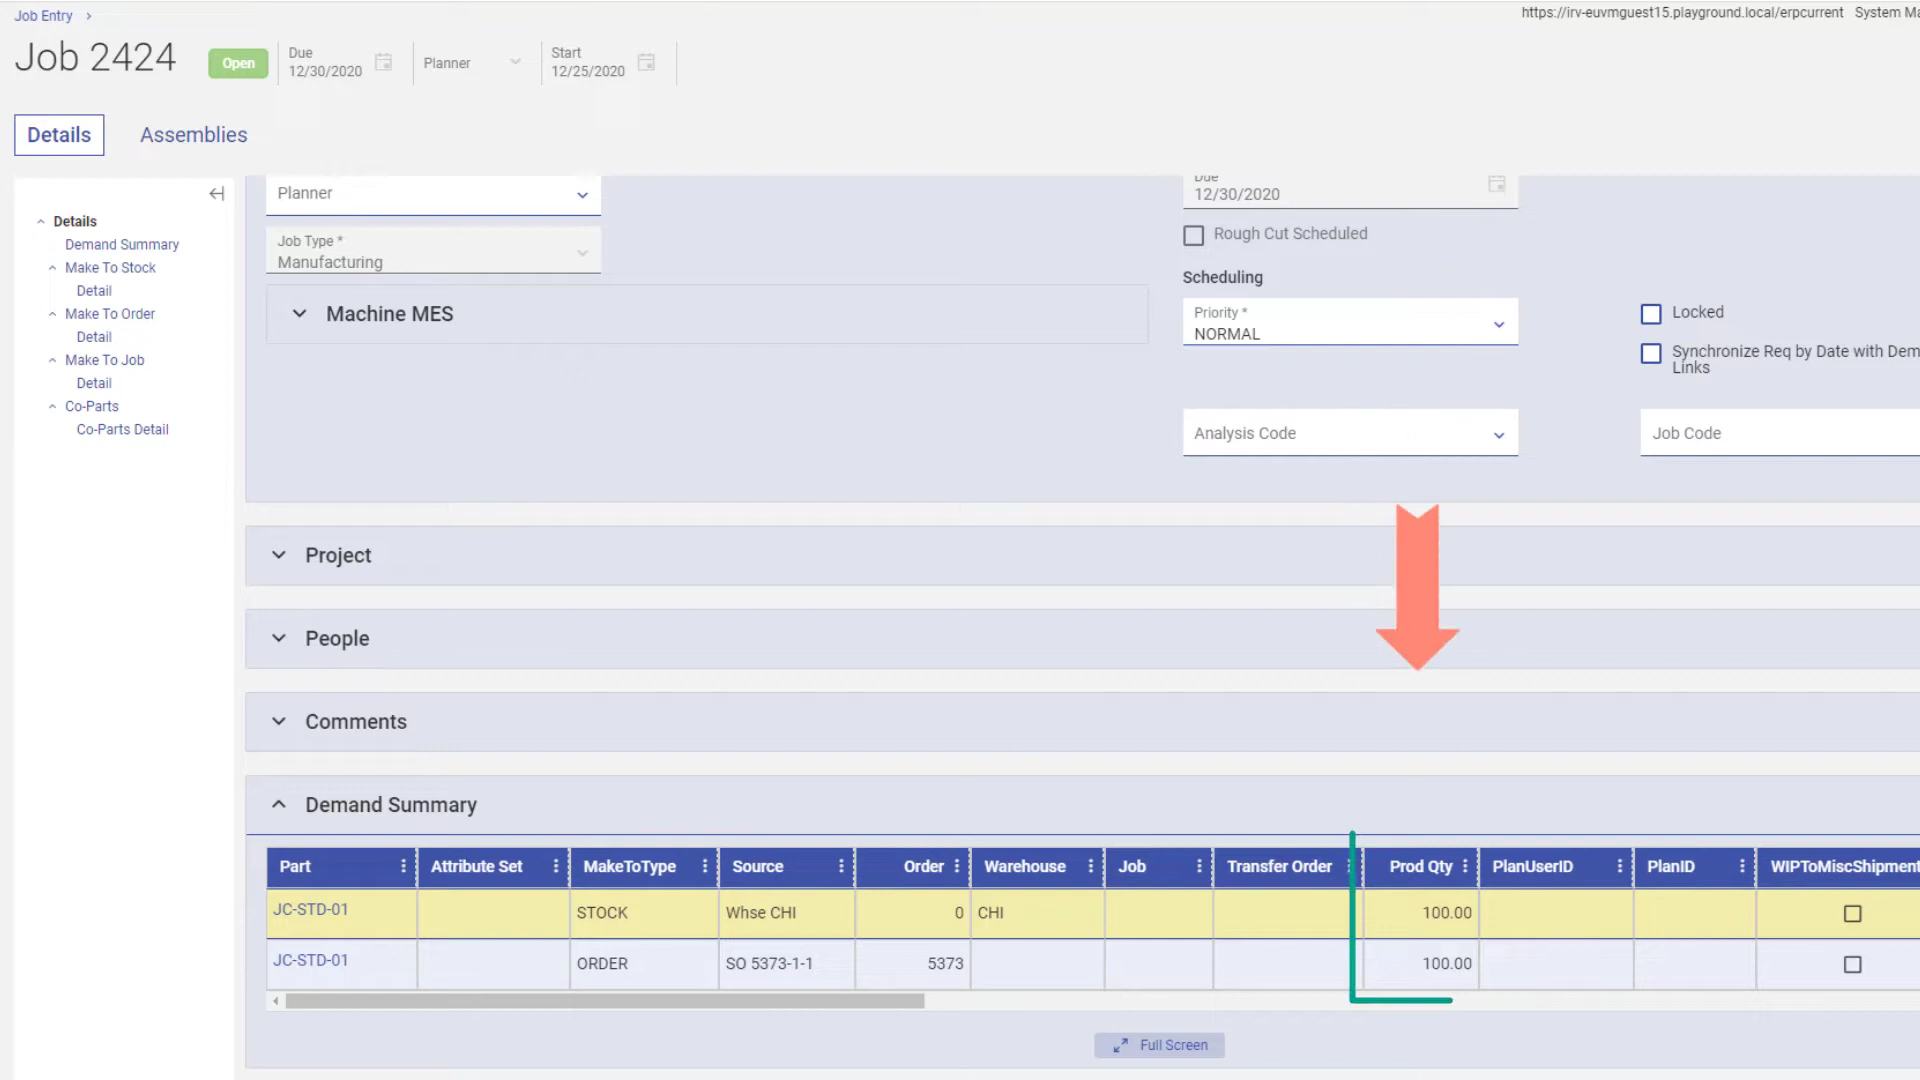 Job Entry
https://irv-euvmguest15.playground.local/erpcurrent System Ma
Job 2424
Open
Due
12/30/2020
Planner
Start
12/25/2020
Details
Assemblies
Details
Demand Summary
Make To Stock
Detail
Make To Order
Detail
Make To Job
Detail
Co-Parts
Co-Parts Detail
Planner
Job Type *
Manufacturing
Machine MES
Due
12/30/2020
Rough Cut Scheduled
Scheduling
Priority *
NORMAL
Locked
Synchronize Req by Date with Dem
Links
Analysis Code
Job Code
Project
People
Comments
Demand Summary
Part Attribute Set MakeToType Source Order Warehouse Job Transfer Order Prod Qty PlanUserID PlanID WIPToMiscShipment
JC-STD-01 STOCK Whse CHI 0 CHI 100.00
JC-STD-01 ORDER SO 5373-1-1 5373 100.00
Full Screen